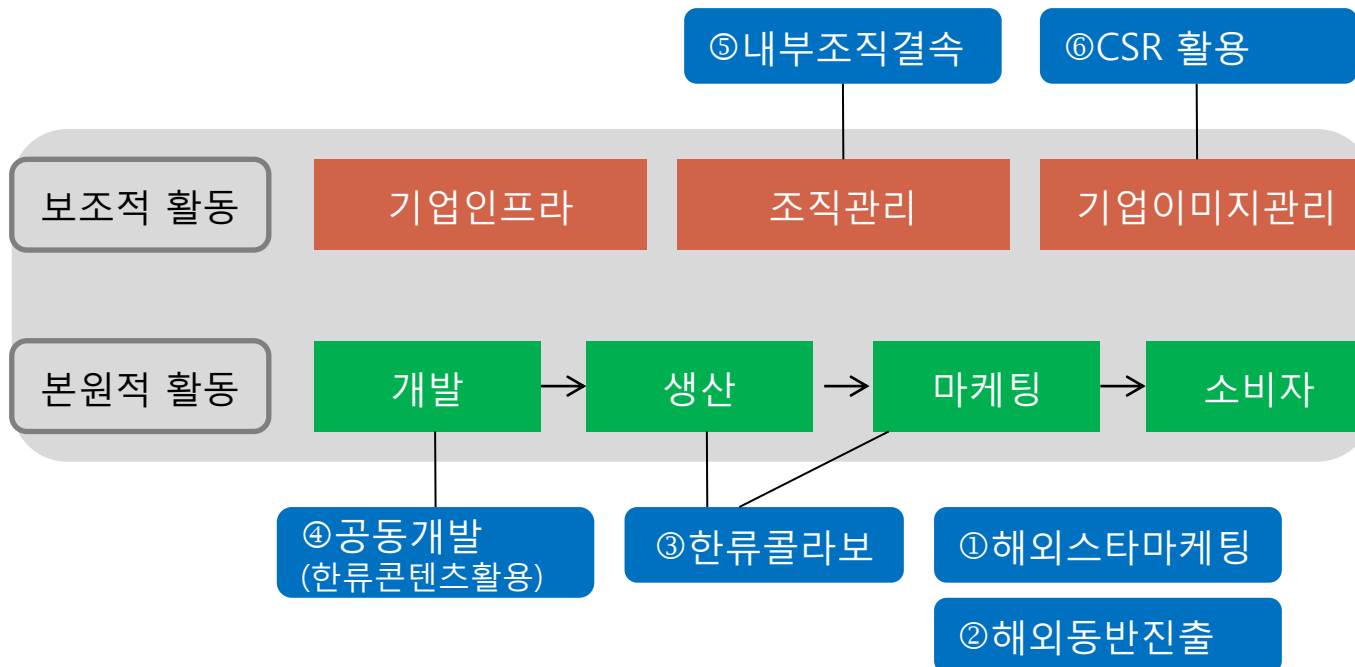 ⑤내부조직결속
⑥CSR 활용
보조적 활동
기업인프라
조직관리
기업이미지관리
본원적 활동
개발
생산
마케팅
소비자
④공동개발
(한류콘텐츠활용)
③한류콜라보
①해외스타마케팅
②해외동반진출